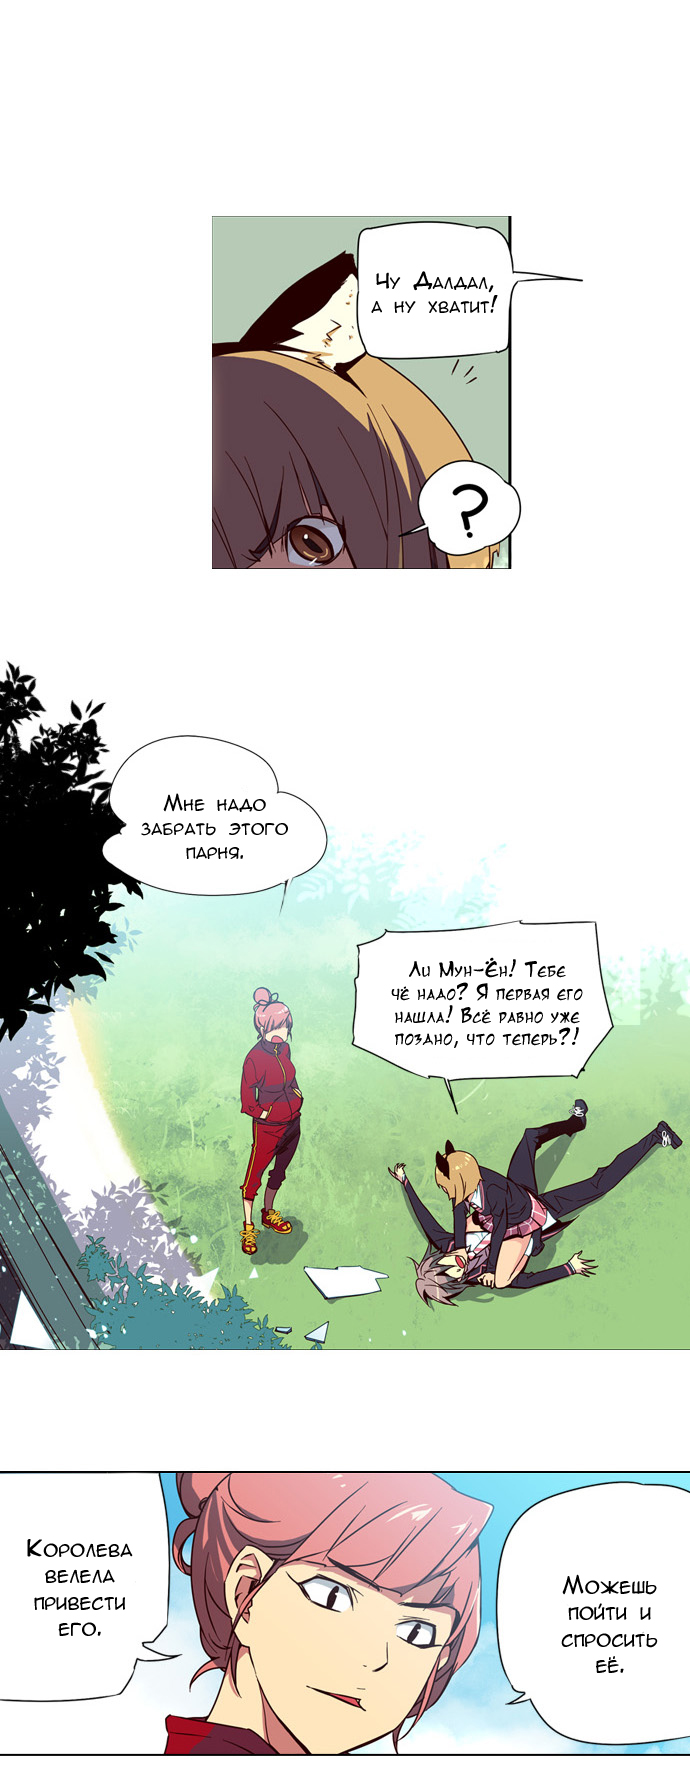 Чу Далдал,
а ну хватит!
?
Мне надо
забрать этого
парня.
Ли Мун-Ён! Тебе
чё надо? Я первая его
нашла! Всё равно уже
поздно, что теперь?!
Королева
велела
привести
его.
Можешь
пойти и
спросить
её.